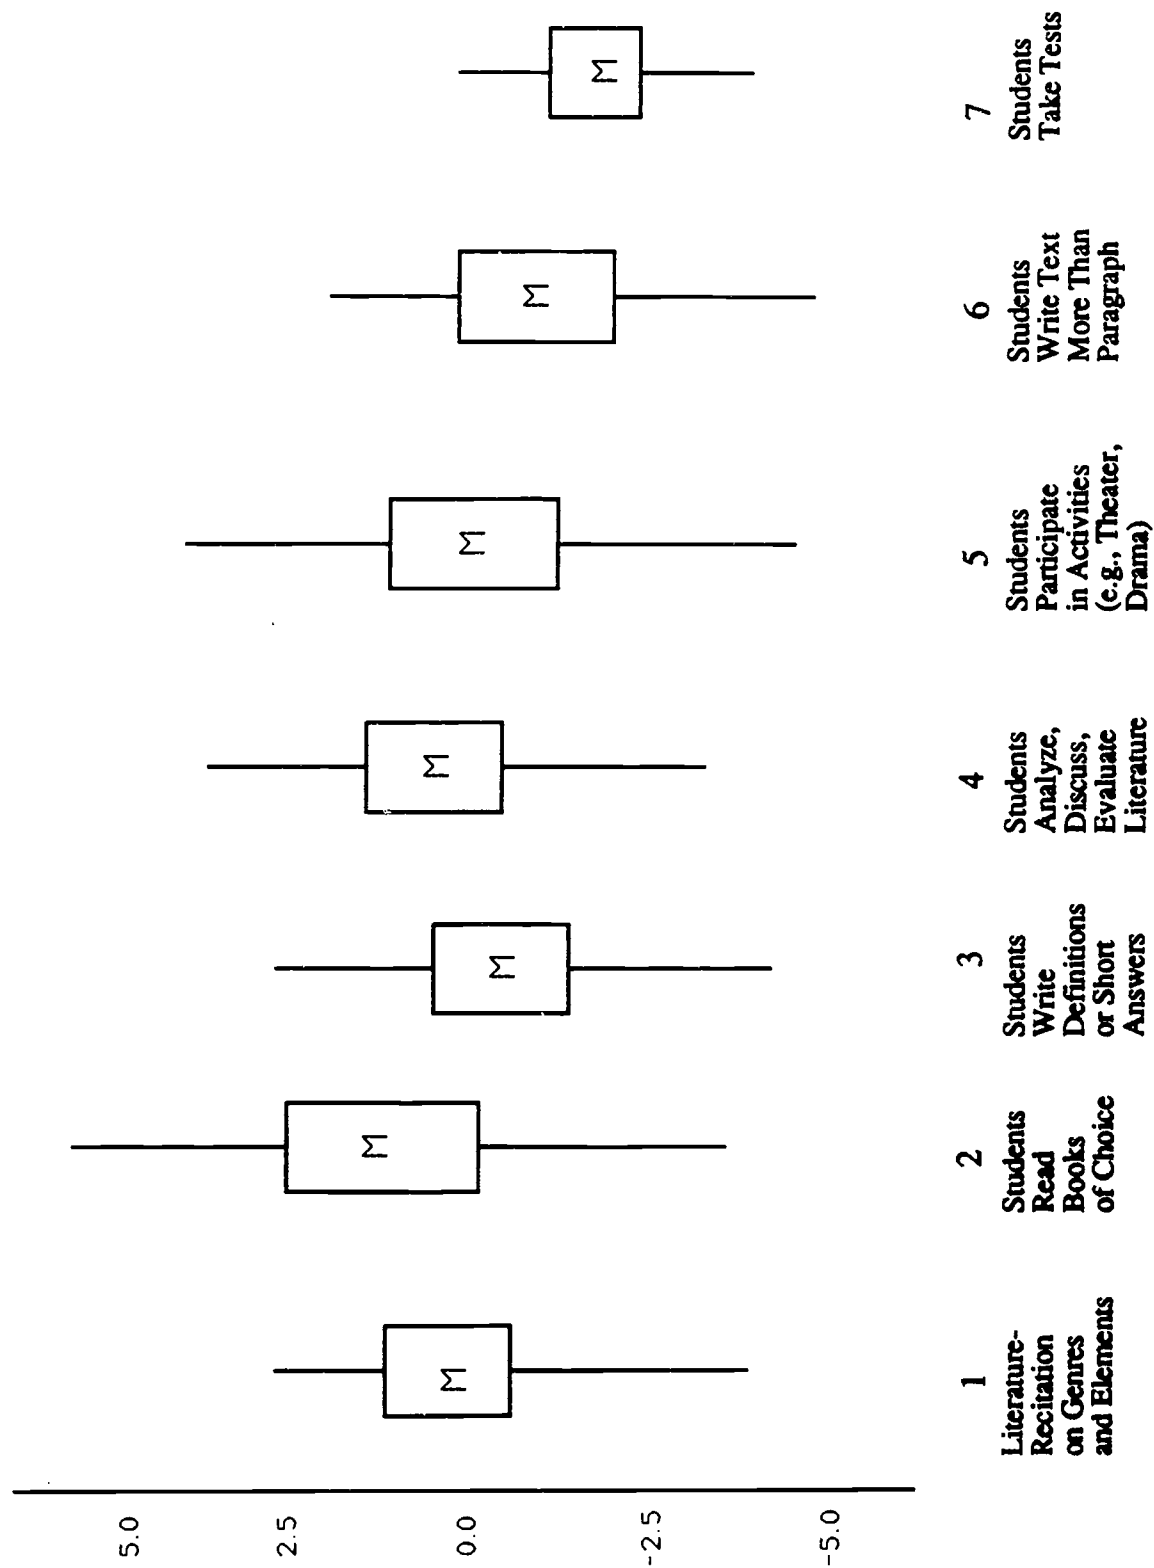 5.0
2.5
0.0
-2.5
-5.0
M
M
M
M
M
M
M
1
Literature-
Recitation
on Genres
and Elements
2
Students
Read
Books
of Choice
3
Students
Write
Definitions
or Short
Answers
4
Students
Analyze,
Discuss,
Evaluate
Literature
5
Students
Participate
in Activities
(e.g., Theater,
Drama)
6
Students
Write Text
More Than
Paragraph
7
Students
Take Tests